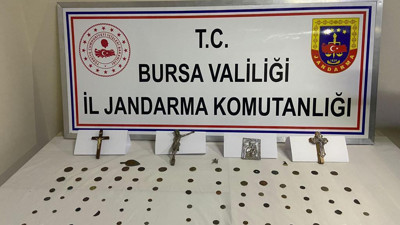 T.C.
BURSA VALİLİĞİ
İL JANDARMA KOMUTANLIĞI
JANDARMA